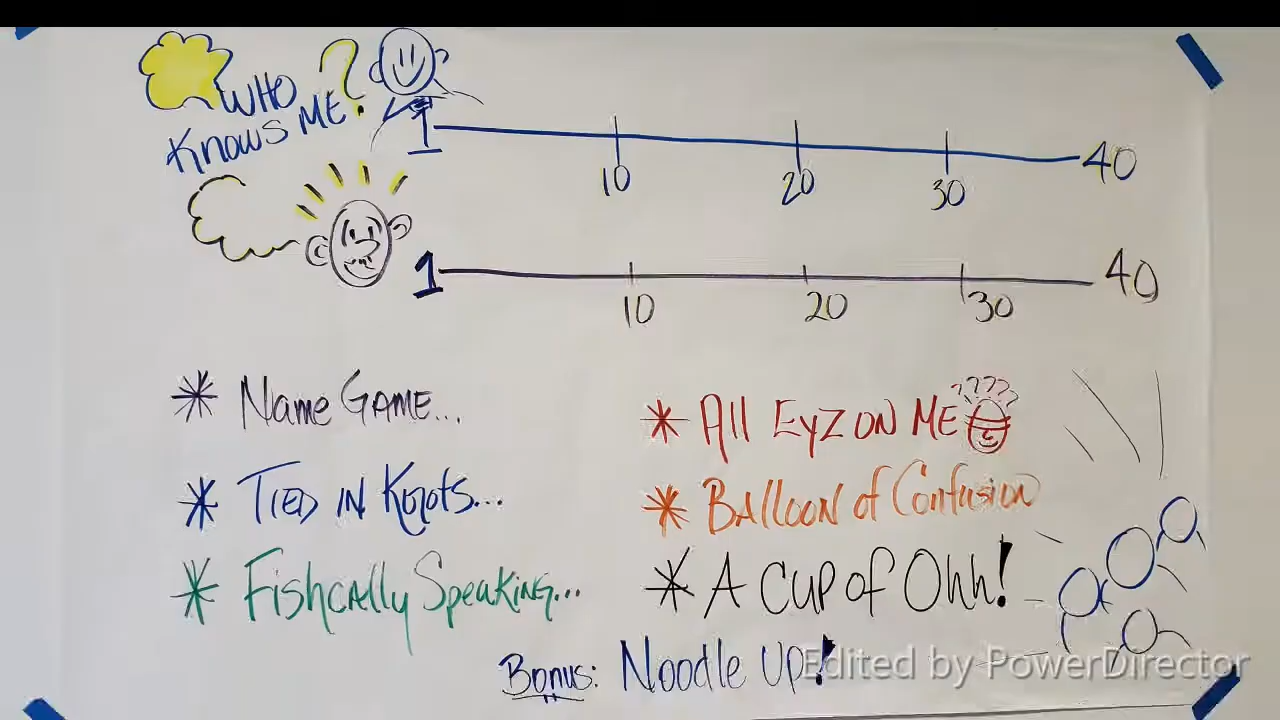 WHO
KNOWS ME?
1 10 20 30 40
1 10 20 30 40
* Name GAME...
* TIED IN Knots...
* Fishcally Speaking...
* All EyZ ON ME
????
* BAlloon of Confusion
* A Cup of Ohh!
Bonus: Noodle Up!
Edited by PowerDirector